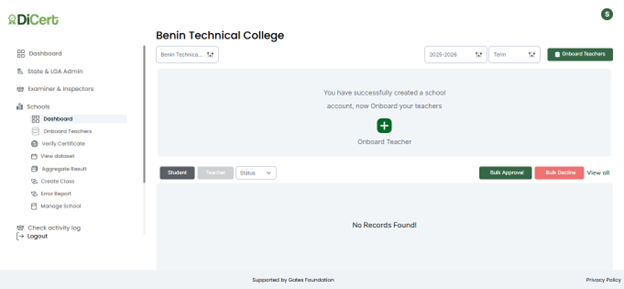 DiCert
S
Benin Technical College
Benin Technica...
2025-2026
Term
Onboard Teachers
Dashboard
State & LGA Admin
Examiner & Inspectors
Schools
Dashboard
Onboard Teachers
Verify Certificate
View dataset
Aggregate Result
Create Class
Error Report
Manage School
Check activity log
Logout
You have successfully created a school
account, now Onboard your teachers
Onboard Teacher
Student
Teacher
Status
Bulk Approval
Bulk Decline
View all
No Records Found!
Supported by Gates Foundation
Privacy Policy